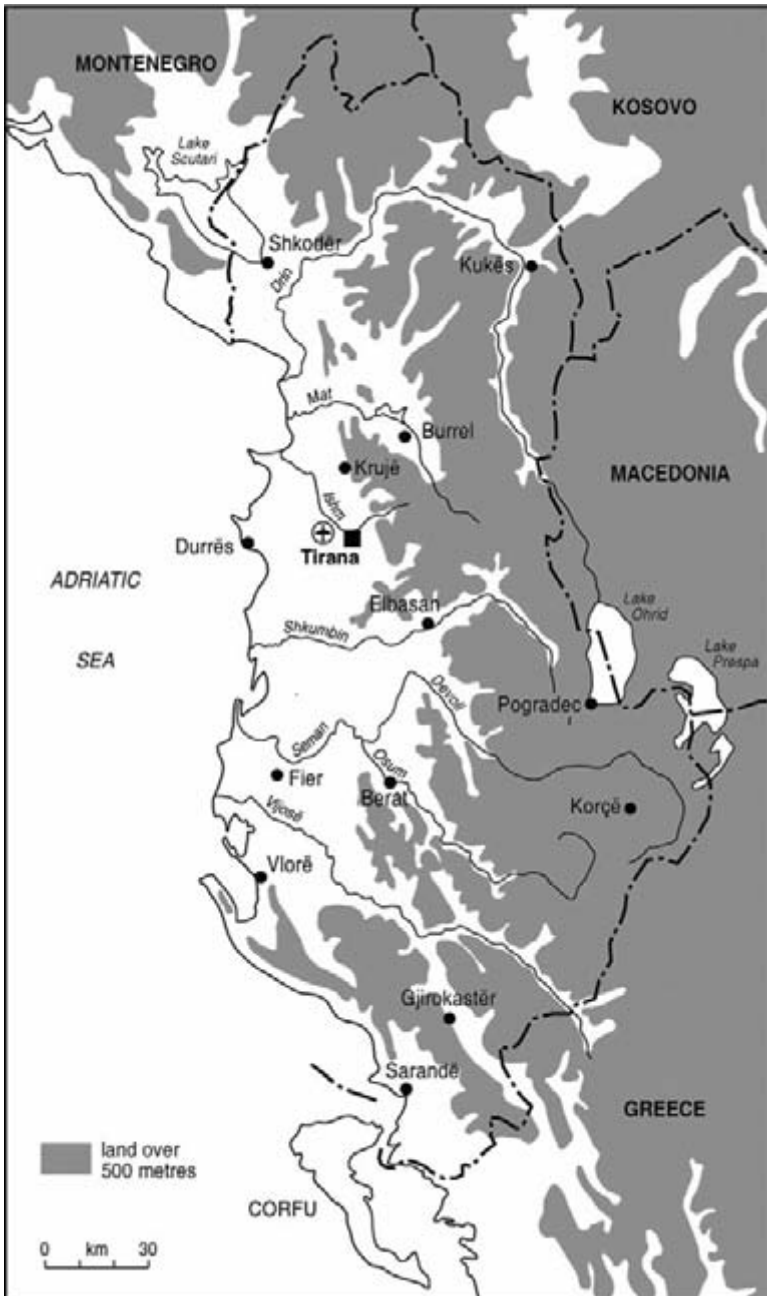 MONTENEGRO
KOSOVO
Lake
Scutari
Shkodër
Drin
Kukës
Mat
Burrel
Krujë
Ishm
MACEDONIA
Durrës
Tirana
ADRIATIC
SEA
Elbasan
Shkumbin
Lake
Ohrid
Lake
Prespa
Devoll
Pogradec
Seman
Osum
Fier
Berat
Korçë
Vijosë
Vlorë
Gjirokastër
Sarandë
GREECE
land over
500 metres
CORFU
0 km 30